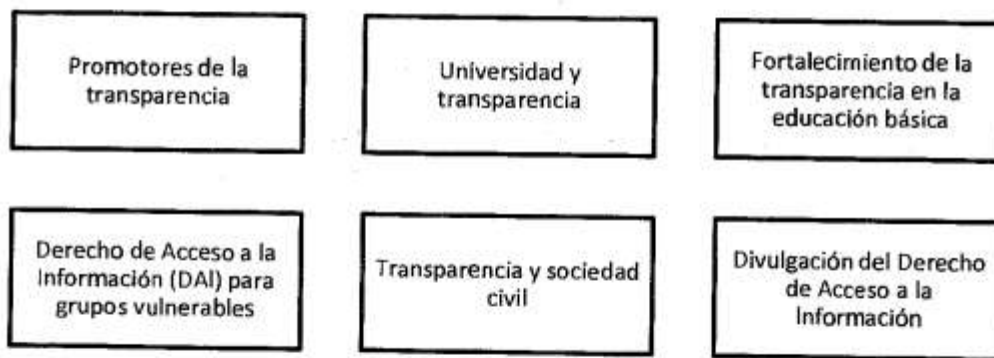 Promotores de la
transparencia
Universidad y
transparencia
Fortalecimiento de la
transparencia en la
educación básica
Derecho de Acceso a la
Información (DAI) para
grupos vulnerables
Transparencia y sociedad
civil
Divulgación del Derecho
de Acceso a la
Información